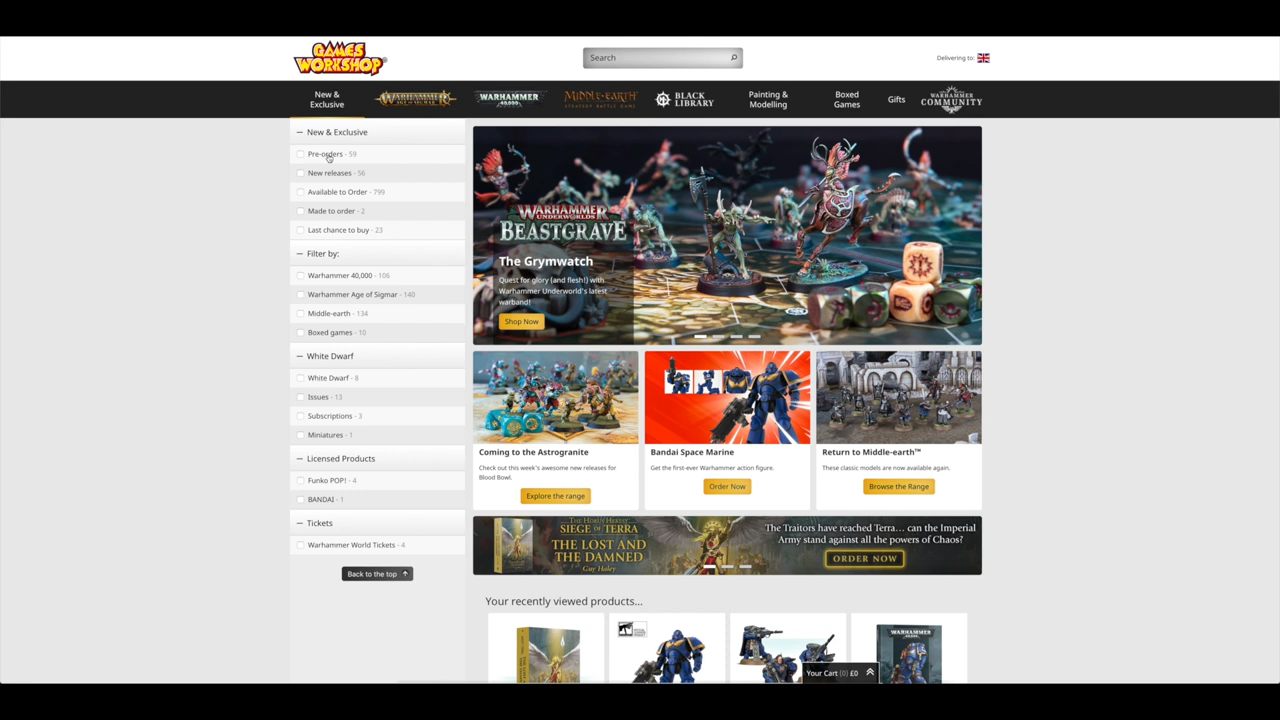 GAMES
WORKSHOP
Search
Delivering to:
New &
Exclusive
WARHAMMER
AGE OF SIGMAR
WARHAMMER
40,000
MIDDLE-EARTH
STRATEGY BATTLE GAME
BLACK
LIBRARY
Painting &
Modelling
Boxed
Games
Gifts
WARHAMMER
COMMUNITY
New & Exclusive
Pre-orders - 59
New releases - 56
Available to Order - 799
Made to order - 2
Last chance to buy - 23
Filter by:
Warhammer 40,000 - 106
Warhammer Age of Sigmar - 140
Middle-earth - 134
Boxed games - 10
White Dwarf
White Dwarf - 8
Issues - 13
Subscriptions - 3
Miniatures - 1
Licensed Products
Funko POP! - 4
BANDAI - 1
Tickets
Warhammer World Tickets - 4
Back to the top
WARHAMMER
UNDERWORLDS
BEASTGRAVE
The Grymwatch
Quest for glory (and flesh!) with
Warhammer Underworld's latest
warband!
Shop Now
Coming to the Astrogranite
Check out this week's awesome new releases for
Blood Bowl.
Explore the range
Bandai Space Marine
Get the first-ever Warhammer action figure.
Order Now
Return to Middle-earth™
These classic models are now available again.
Browse the Range
THE HORUS HERESY
SIEGE OF TERRA
THE LOST AND
THE DAMNED
Guy Haley
The Traitors have reached Terra... can the Imperial
Army stand against all the powers of Chaos?
ORDER NOW
Your recently viewed products...
WARHAMMER
Your Cart (0) £0